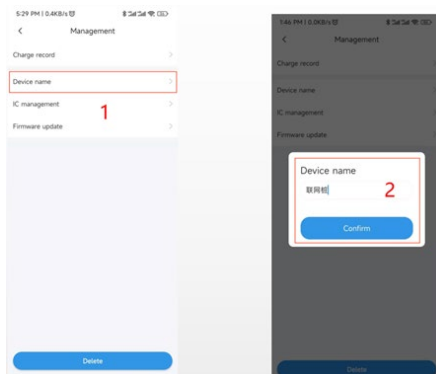 5:29 PM | 0.4KB/s
Management
Charge record
Device name
IC management
Firmware update
1
Delete
7:46 PM | 0.0KB/s
Management
Charge record
Device name
IC management
Firmware update
Device name
联网桩
2
Confirm
Delete